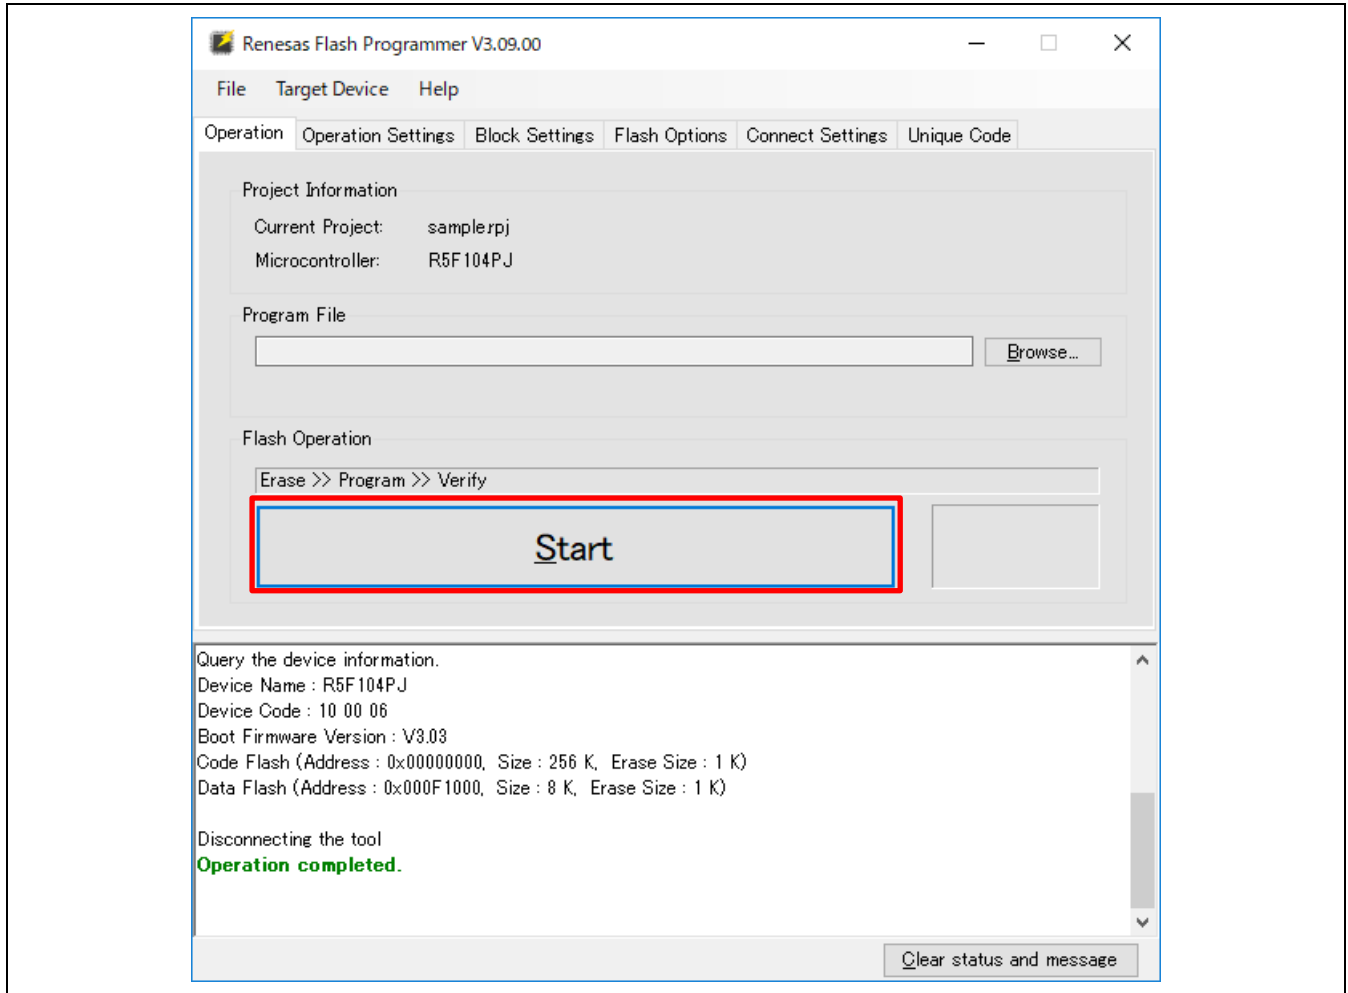 Renesas Flash Programmer V3.09.00
File Target Device Help
Operation Operation Settings Block Settings Flash Options Connect Settings Unique Code
Project Information
Current Project: sample.rpj
Microcontroller: R5F104PJ
Program File
Browse...
Flash Operation
Erase >> Program >> Verify
Start
Query the device information.
Device Name : R5F104PJ
Device Code : 10 00 06
Boot Firmware Version : V3.03
Code Flash (Address : 0x00000000, Size : 256 K, Erase Size : 1 K)
Data Flash (Address : 0x000F1000, Size : 8 K, Erase Size : 1 K)
Disconnecting the tool
Operation completed.
Clear status and message